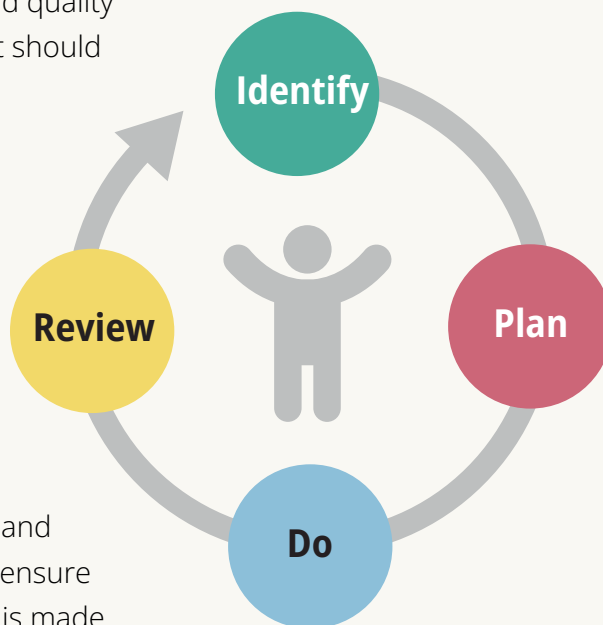 d quality
t should
Identify
Plan
Review
Do
and
ensure
is made